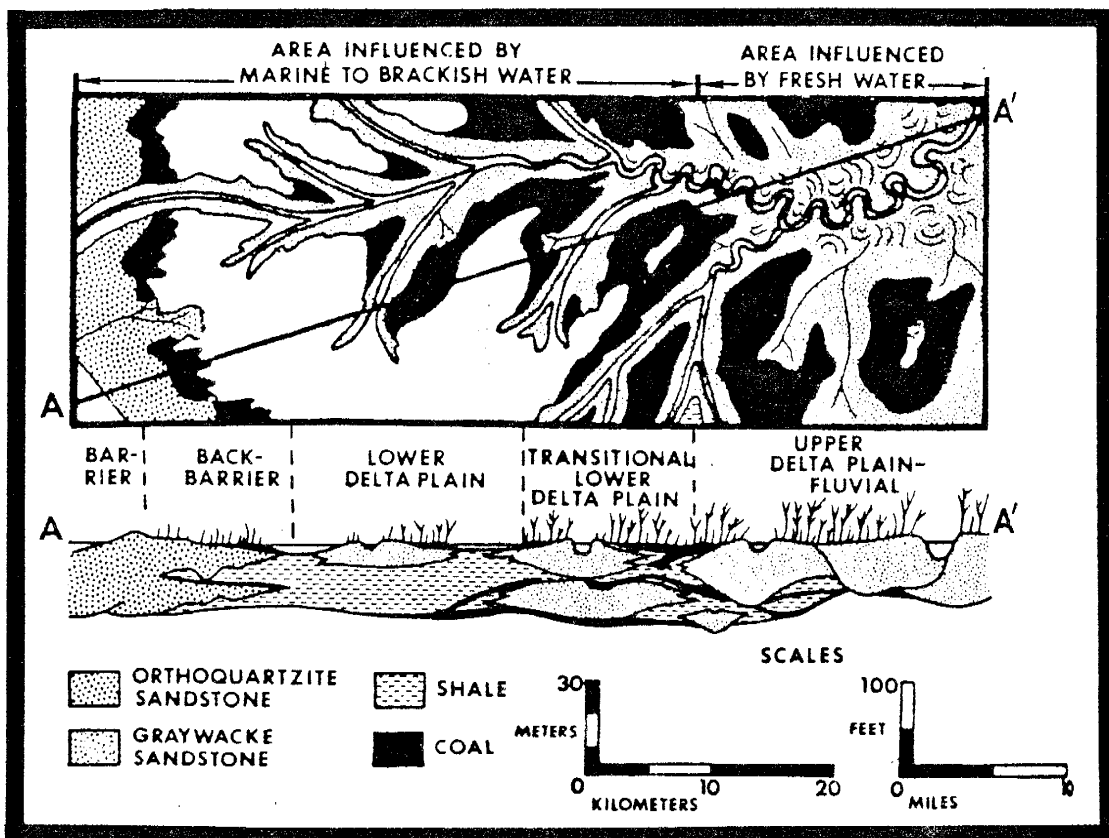 AREA INFLUENCED BY
MARINE TO BRACKISH WATER
AREA INFLUENCED
BY FRESH WATER
A'
A
BAR-
RIER
BACK-
BARRIER
LOWER
DELTA PLAIN
TRANSITIONAL
LOWER
DELTA PLAIN
UPPER
DELTA PLAIN-
FLUVIAL
A
A'
ORTHOQUARTZITE
SANDSTONE
GRAYWACKE
SANDSTONE
SHALE
COAL
SCALES
30
METERS
0 10 20
KILOMETERS
100
FEET
0
MILES